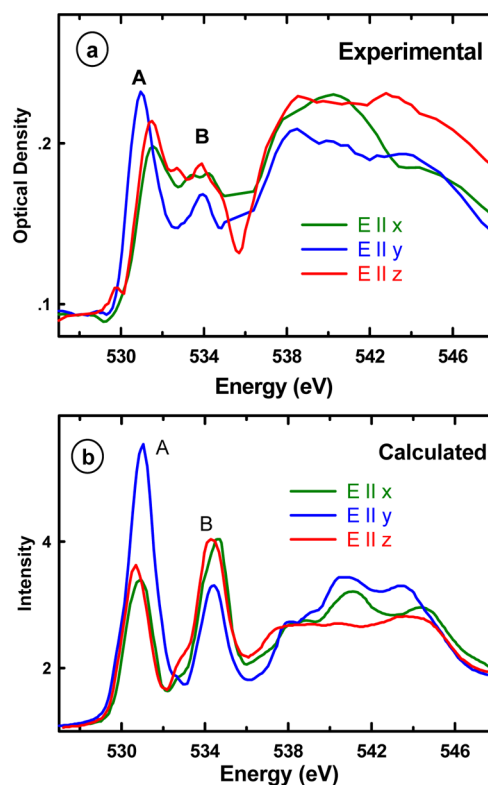 a
Experimental
A
B
.2
.1
Optical Density
E II x
E II y
E II z
530 534 538 542 546
Energy (eV)
b
Calculated
A
B
4
2
Intensity
E II x
E II y
E II z
530 534 538 542 546
Energy (eV)